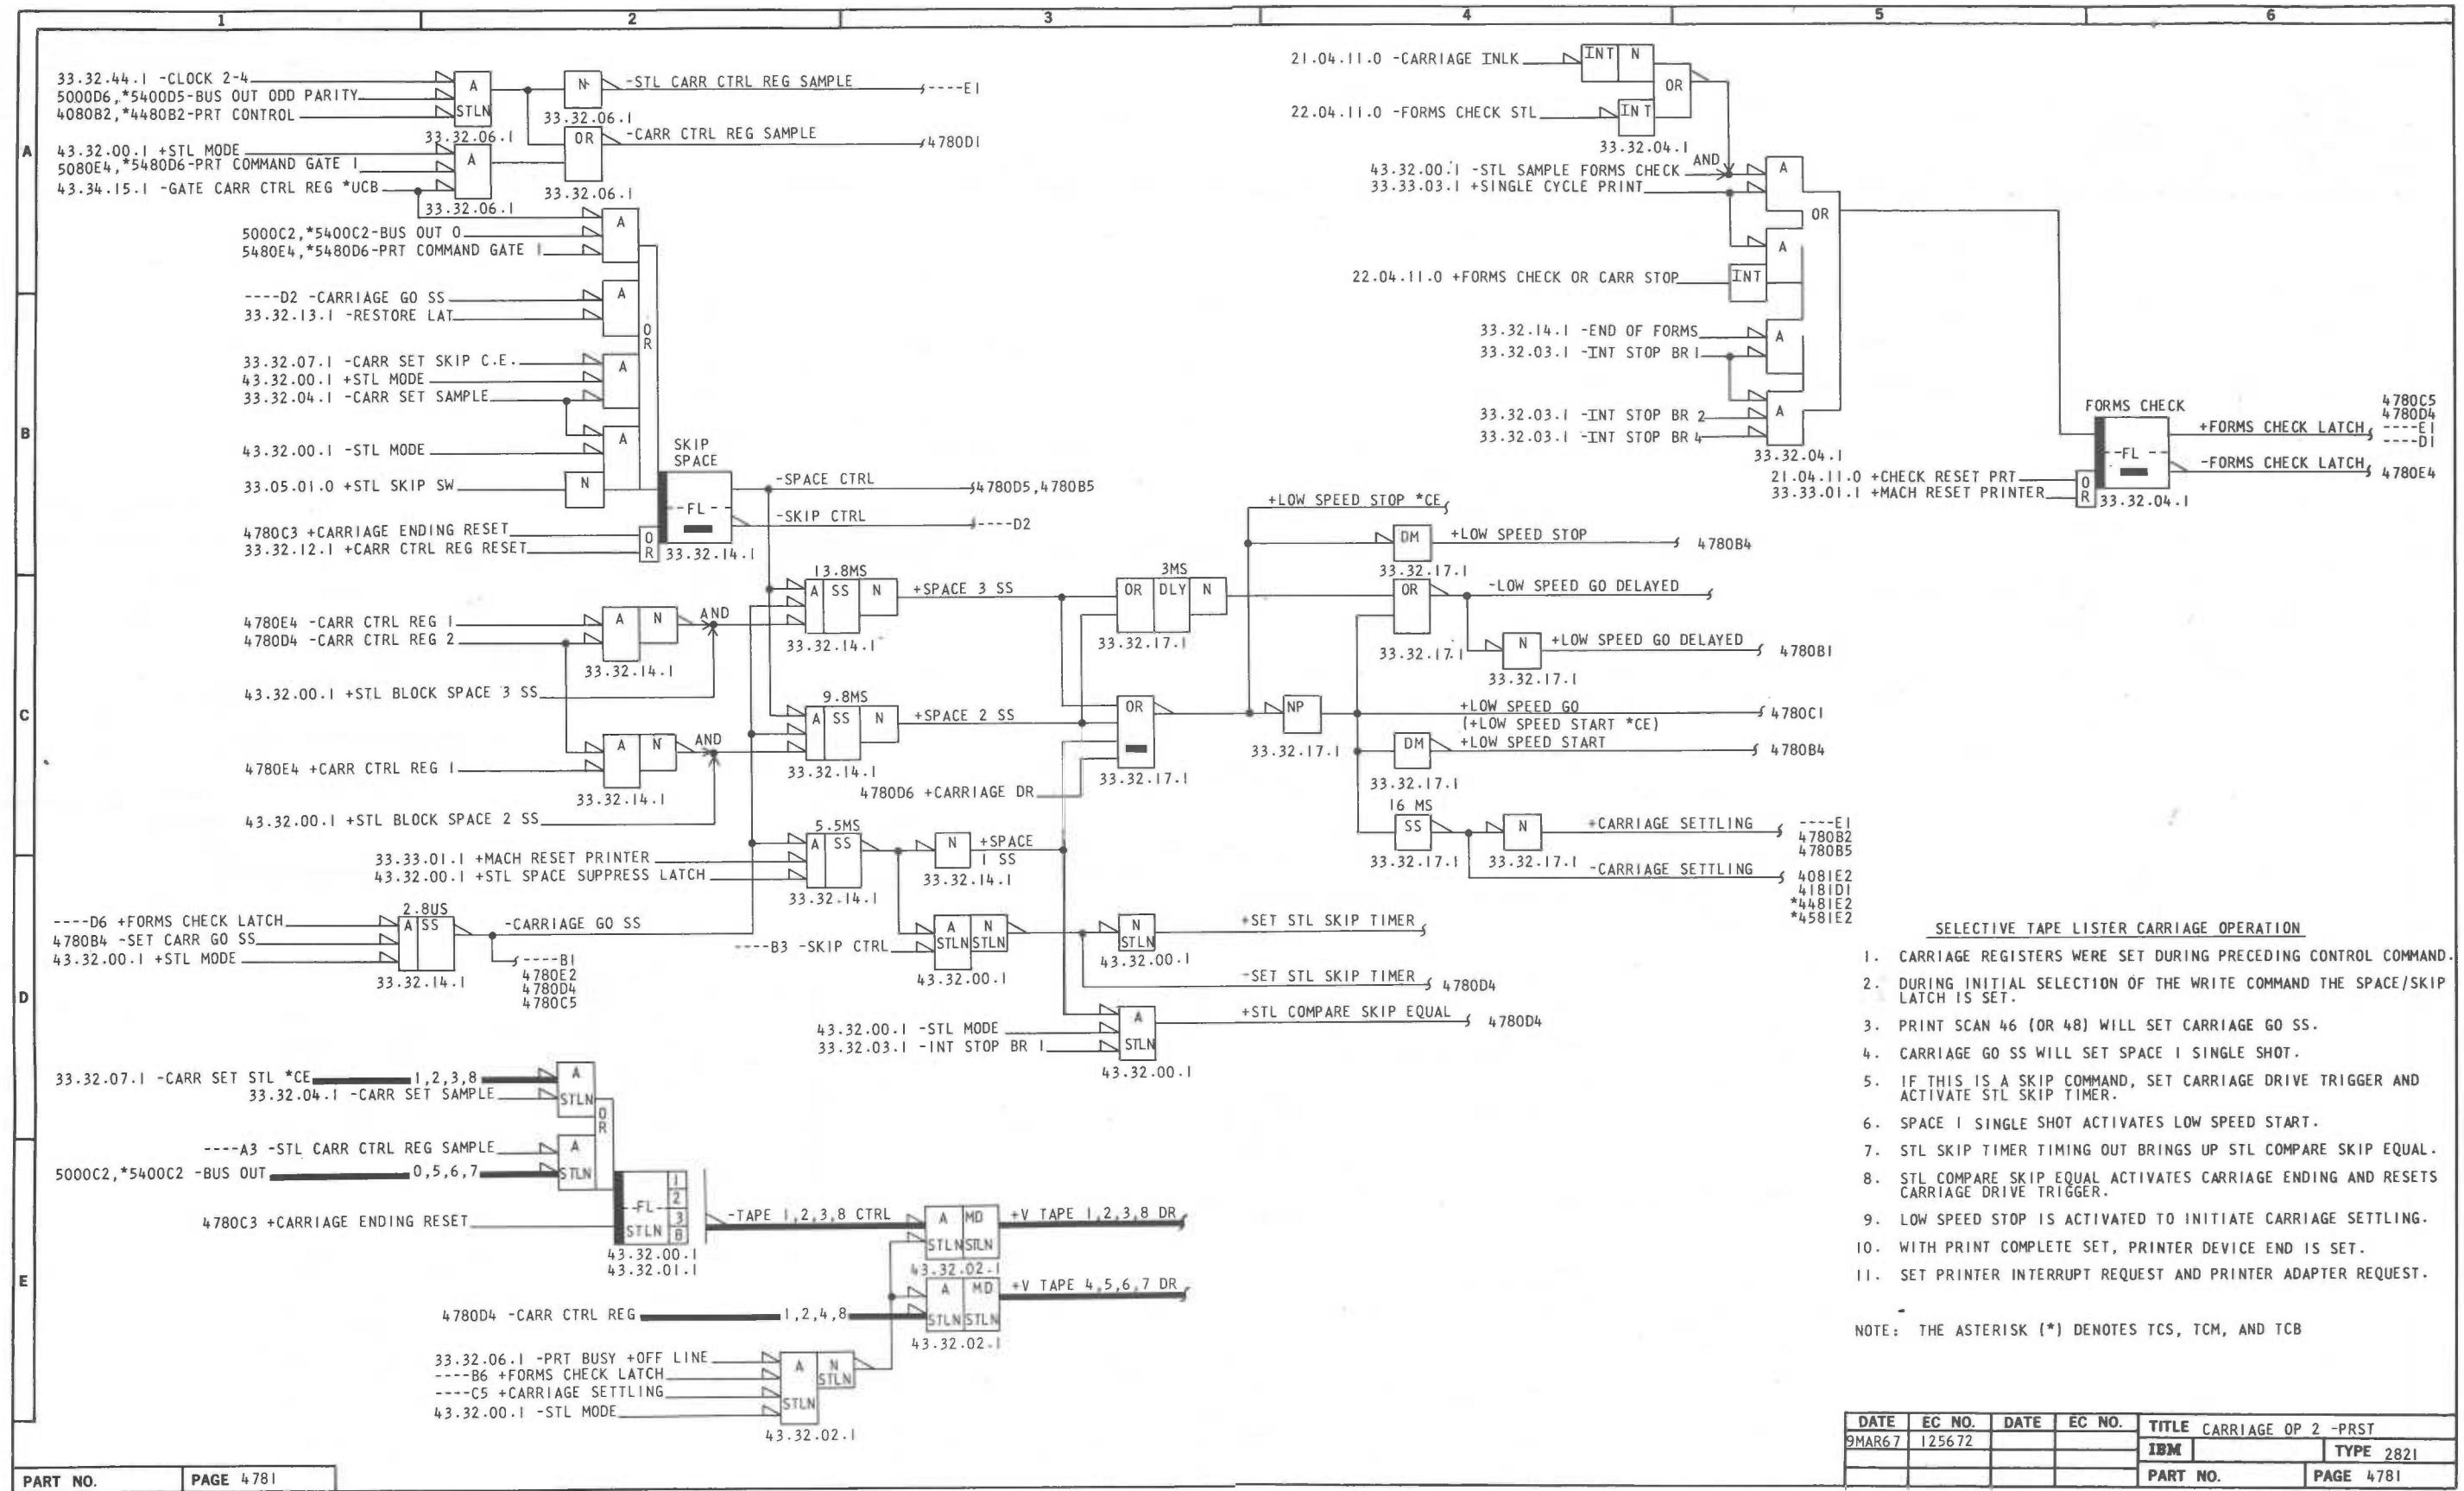 1 2 3 4 5 6
A
B
C
D
E
33.32.44.1 -CLOCK 2-4
5000D6,*5400D5-BUS OUT ODD PARITY
4080B2,*4480B2-PRT CONTROL
A
STLN
33.32.06.1
N
33.32.06.1
-STL CARR CTRL REG SAMPLE
----E1
OR
33.32.06.1
-CARR CTRL REG SAMPLE
4780D1
43.32.00.1 +STL MODE
5080E4,*5480D6-PRT COMMAND GATE 1
43.34.15.1 -GATE CARR CTRL REG *UCB
A
33.32.06.1
5000C2,*5400C2-BUS OUT 0
5480E4,*5480D6-PRT COMMAND GATE 1
A
----D2 -CARRIAGE GO SS
33.32.13.1 -RESTORE LAT
A
OR
33.32.07.1 -CARR SET SKIP C.E.
43.32.00.1 +STL MODE
33.32.04.1 -CARR SET SAMPLE
A
43.32.00.1 -STL MODE
A
33.05.01.0 +STL SKIP SW
N
4780C3 +CARRIAGE ENDING RESET
33.32.12.1 +CARR CTRL REG RESET
OR
SKIP
SPACE
--FL--
33.32.14.1
-SPACE CTRL
4780D5,4780B5
-SKIP CTRL
----D2
4780E4 -CARR CTRL REG 1
4780D4 -CARR CTRL REG 2
A N
33.32.14.1
AND
43.32.00.1 +STL BLOCK SPACE 3 SS
13.8MS
A SS N
33.32.14.1
+SPACE 3 SS
4780E4 +CARR CTRL REG 1
A N
33.32.14.1
AND
43.32.00.1 +STL BLOCK SPACE 2 SS
9.8MS
A SS N
33.32.14.1
+SPACE 2 SS
33.33.01.1 +MACH RESET PRINTER
43.32.00.1 +STL SPACE SUPPRESS LATCH
5.5MS
A SS
33.32.14.1
N
33.32.14.1
+SPACE
1 SS
----D6 +FORMS CHECK LATCH
4780B4 -SET CARR GO SS
43.32.00.1 +STL MODE
2.8US
A SS
33.32.14.1
-CARRIAGE GO SS
----B1
4780E2
4780D4
4780C5
----B3 -SKIP CTRL
A N
STLN STLN
43.32.00.1
N
STLN
43.32.00.1
+SET STL SKIP TIMER
-SET STL SKIP TIMER
4780D4
43.32.00.1 -STL MODE
33.32.03.1 -INT STOP BR 1
A
STLN
43.32.00.1
+STL COMPARE SKIP EQUAL
4780D4
3MS
OR DLY N
33.32.17.1
OR
33.32.17.1
4780D6 +CARRIAGE DR
+LOW SPEED STOP *CE
DM
33.32.17.1
+LOW SPEED STOP
4780B4
OR
33.32.17.1
-LOW SPEED GO DELAYED
N
33.32.17.1
+LOW SPEED GO DELAYED
4780B1
NP
33.32.17.1
+LOW SPEED GO
(+LOW SPEED START *CE)
4780C1
DM
33.32.17.1
+LOW SPEED START
4780B4
16 MS
SS
33.32.17.1
N
33.32.17.1
+CARRIAGE SETTLING
----E1
4780B2
4780B5
-CARRIAGE SETTLING
4081E2
4181D1
*4481E2
*4581E2
21.04.11.0 -CARRIAGE INLK
INT N
OR
22.04.11.0 -FORMS CHECK STL
INT
33.32.04.1
43.32.00.1 -STL SAMPLE FORMS CHECK
AND
33.33.03.1 +SINGLE CYCLE PRINT
A
OR
22.04.11.0 +FORMS CHECK OR CARR STOP
INT
A
33.32.14.1 -END OF FORMS
33.32.03.1 -INT STOP BR 1
A
33.32.03.1 -INT STOP BR 2
33.32.03.1 -INT STOP BR 4
A
33.32.04.1
FORMS CHECK
--FL--
33.32.04.1
21.04.11.0 +CHECK RESET PRT
33.33.01.1 +MACH RESET PRINTER
OR
+FORMS CHECK LATCH
4780C5
4780D4
----E1
----D1
-FORMS CHECK LATCH
4780E4
33.32.07.1 -CARR SET STL *CE 1,2,3,8
33.32.04.1 -CARR SET SAMPLE
A
STLN
OR
----A3 -STL CARR CTRL REG SAMPLE
5000C2,*5400C2 -BUS OUT 0,5,6,7
A
STLN
4780C3 +CARRIAGE ENDING RESET
--FL--
STLN
1
2
3
8
43.32.00.1
43.32.01.1
-TAPE 1,2,3,8 CTRL
A MD
STLN STLN
43.32.02.1
+V TAPE 1,2,3,8 DR
4780D4 -CARR CTRL REG 1,2,4,8
A MD
STLN STLN
43.32.02.1
+V TAPE 4,5,6,7 DR
33.32.06.1 -PRT BUSY +OFF LINE
----B6 +FORMS CHECK LATCH
----C5 +CARRIAGE SETTLING
43.32.00.1 -STL MODE
A N
STLN
STLN
43.32.02.1
SELECTIVE TAPE LISTER CARRIAGE OPERATION
1. CARRIAGE REGISTERS WERE SET DURING PRECEDING CONTROL COMMAND.
2. DURING INITIAL SELECTION OF THE WRITE COMMAND THE SPACE/SKIP
LATCH IS SET.
3. PRINT SCAN 46 (OR 48) WILL SET CARRIAGE GO SS.
4. CARRIAGE GO SS WILL SET SPACE 1 SINGLE SHOT.
5. IF THIS IS A SKIP COMMAND, SET CARRIAGE DRIVE TRIGGER AND
ACTIVATE STL SKIP TIMER.
6. SPACE 1 SINGLE SHOT ACTIVATES LOW SPEED START.
7. STL SKIP TIMER TIMING OUT BRINGS UP STL COMPARE SKIP EQUAL.
8. STL COMPARE SKIP EQUAL ACTIVATES CARRIAGE ENDING AND RESETS
CARRIAGE DRIVE TRIGGER.
9. LOW SPEED STOP IS ACTIVATED TO INITIATE CARRIAGE SETTLING.
10. WITH PRINT COMPLETE SET, PRINTER DEVICE END IS SET.
11. SET PRINTER INTERRUPT REQUEST AND PRINTER ADAPTER REQUEST.
NOTE: THE ASTERISK (*) DENOTES TCS, TCM, AND TCB
DATE EC NO. DATE EC NO. TITLE CARRIAGE OP 2 -PRST
9MAR67 125672 IBM TYPE 2821
PART NO. PAGE 4781
PART NO. PAGE 4781